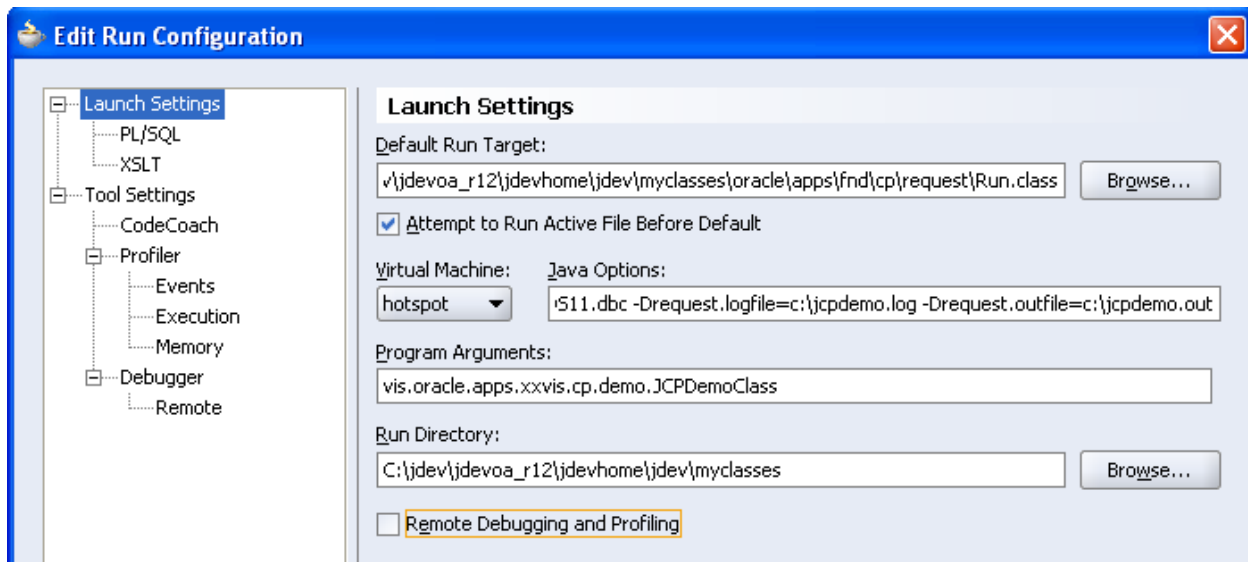 Edit Run Configuration
Launch Settings
PL/SQL
XSLT
Tool Settings
CodeCoach
Profiler
Events
Execution
Memory
Debugger
Remote
Launch Settings
Default Run Target:
\jdevoa_r12\jdevhome\jdev\myclasses\oracle\apps\fnd\cp\request\Run.class
Browse...
Attempt to Run Active File Before Default
Virtual Machine: Java Options:
hotspot S11.dbc -Drequest.logfile=c:\jcpdemo.log -Drequest.outfile=c:\jcpdemo.out
Program Arguments:
vis.oracle.apps.xxvis.cp.demo.JCPDemoClass
Run Directory:
C:\jdev\jdevoa_r12\jdevhome\jdev\myclasses
Browse...
Remote Debugging and Profiling